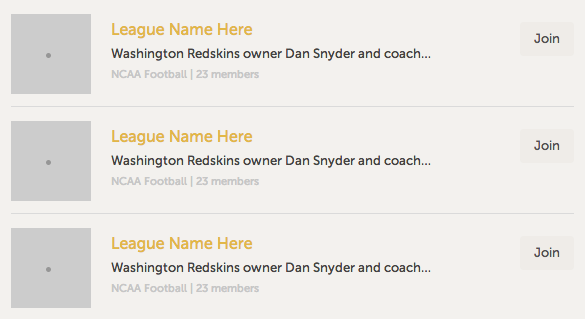 League Name Here
Join
Washington Redskins owner Dan Snyder and coach...
NCAA Football | 23 members
League Name Here
Join
Washington Redskins owner Dan Snyder and coach...
NCAA Football | 23 members
League Name Here
Join
Washington Redskins owner Dan Snyder and coach...
NCAA Football | 23 members